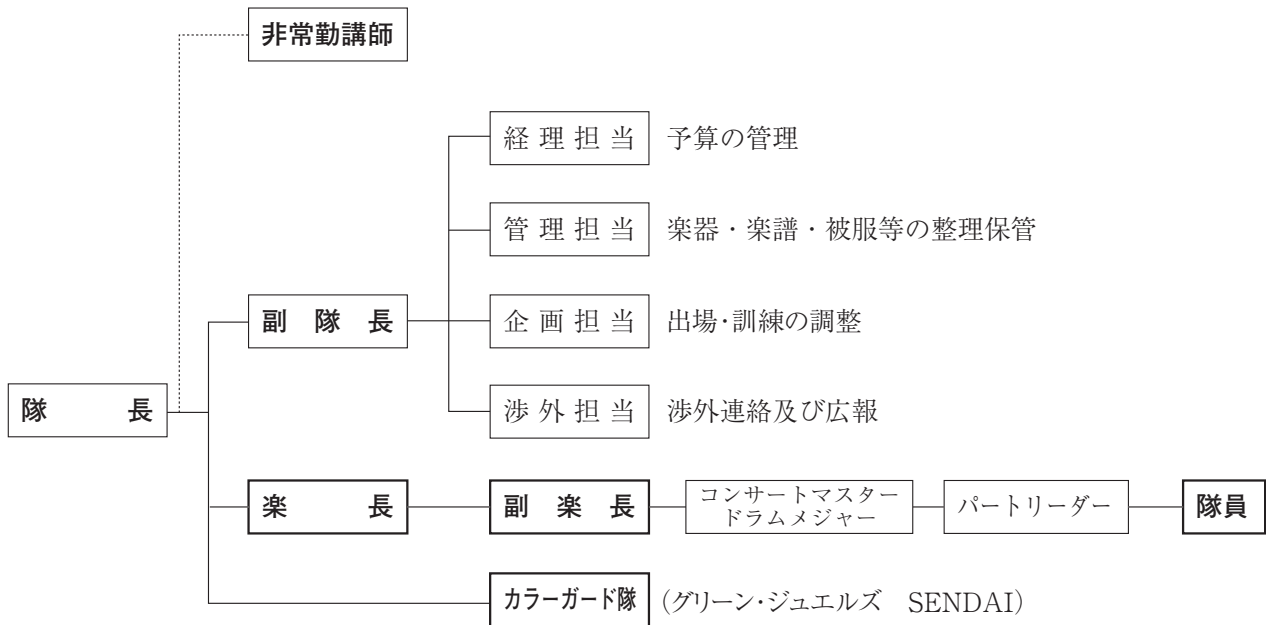 非常勤講師
経理担当 予算の管理
管理担当 楽器・楽譜・被服等の整理保管
副隊長 企画担当 出場・訓練の調整
隊長 渉外担当 渉外連絡及び広報
楽長 副楽長 コンサートマスター
ドラムメジャー パートリーダー 隊員
カラーガード隊 (グリーン・ジュエルズ SENDAI)